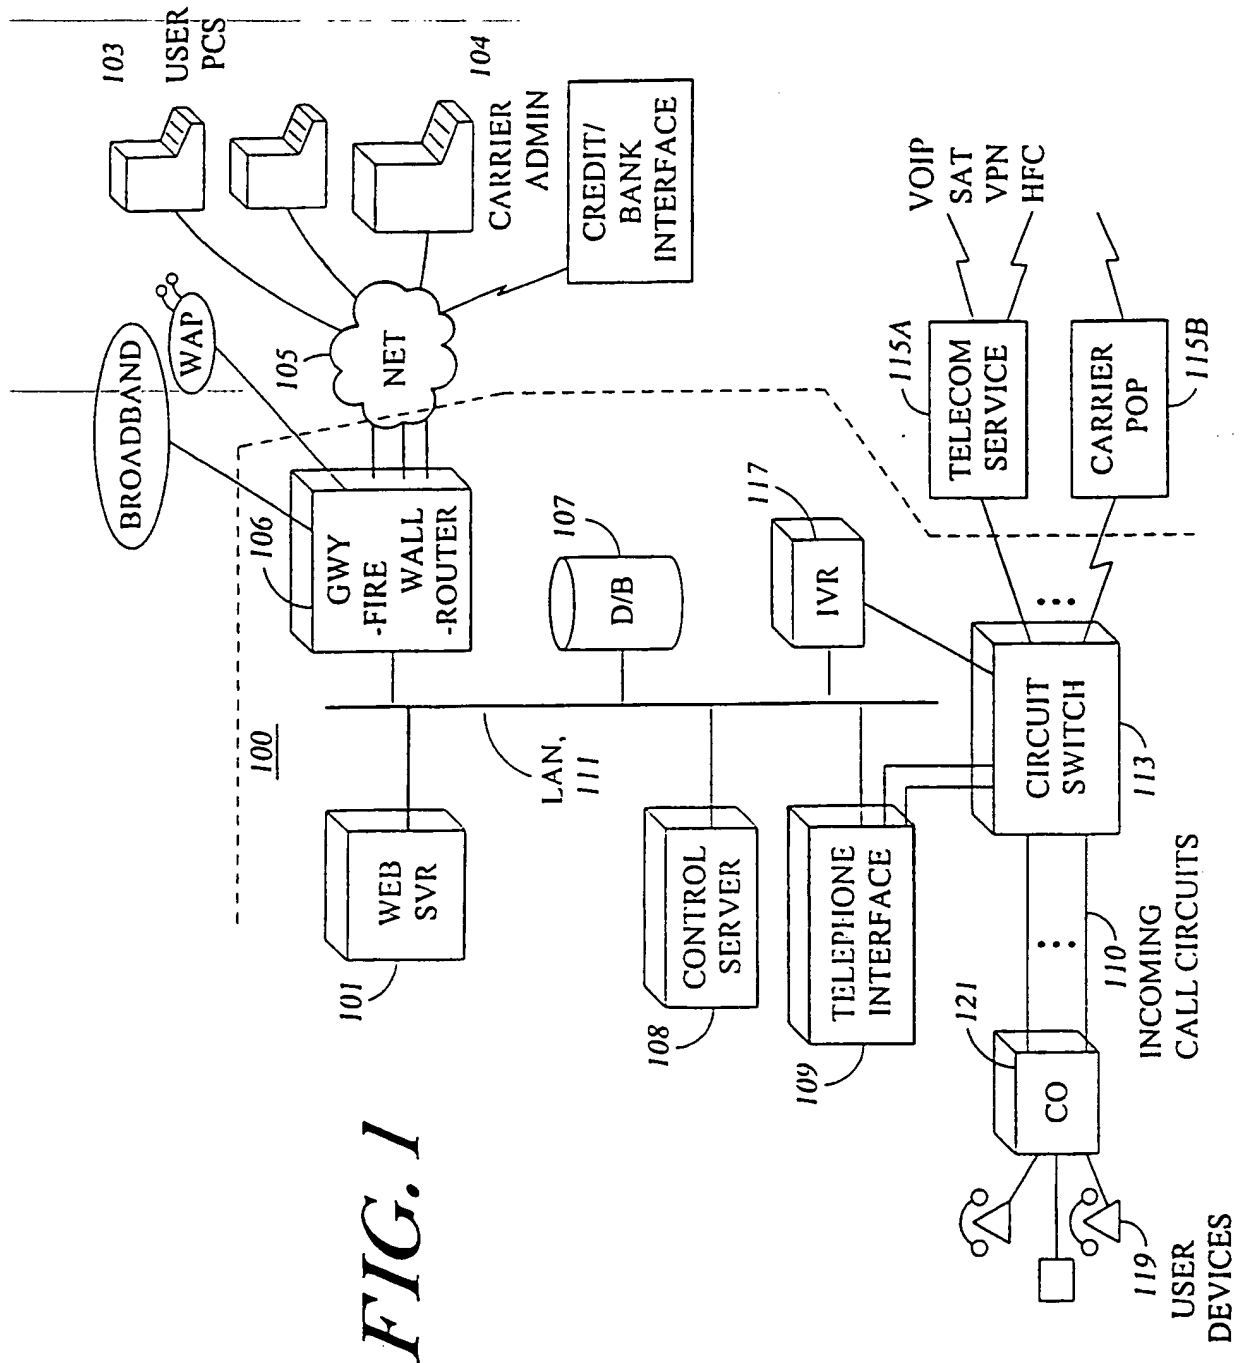 103
USER
PCS
104
CARRIER
ADMIN
CREDIT/
BANK
INTERFACE
BROADBAND
WAP
105
NET
106
GWY
-FIRE
WALL
-ROUTER
107
D/B
117
IVR
100
LAN,
111
WEB
SVR
101
CONTROL
SERVER
108
TELEPHONE
INTERFACE
109
CIRCUIT
SWITCH
113
VOIP
SAT
VPN
HFC
115A
TELECOM
SERVICE
CARRIER
POP
115B
110
INCOMING
CALL CIRCUITS
121
CO
119
USER
DEVICES
FIG. 1